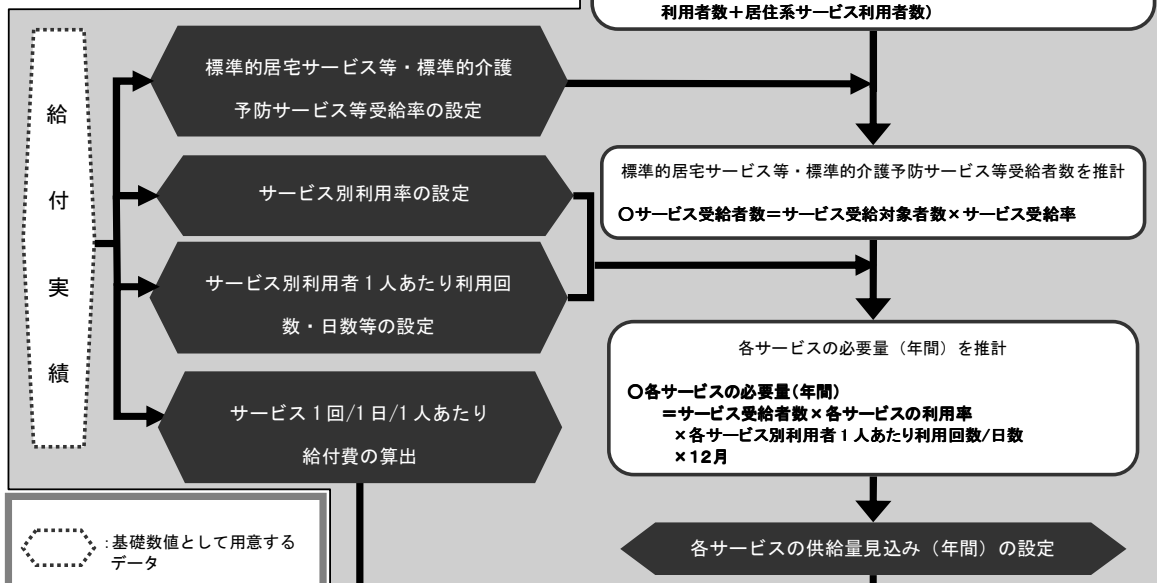 利用者数＋居住系サービス利用者数）
給
付
実
績
標準的居宅サービス等・標準的介護
予防サービス等受給率の設定
サービス別利用率の設定
サービス別利用者１人あたり利用回
数・日数等の設定
サービス１回/１日/１人あたり
給付費の算出
標準的居宅サービス等・標準的介護予防サービス等受給者数を推計
○サービス受給者数＝サービス受給対象者数×サービス受給率
各サービスの必要量（年間）を推計
○各サービスの必要量（年間）
＝サービス受給者数×各サービスの利用率
×各サービス別利用者１人あたり利用回数/日数
×１２月
各サービスの供給量見込み（年間）の設定
：基礎数値として用意する
データ